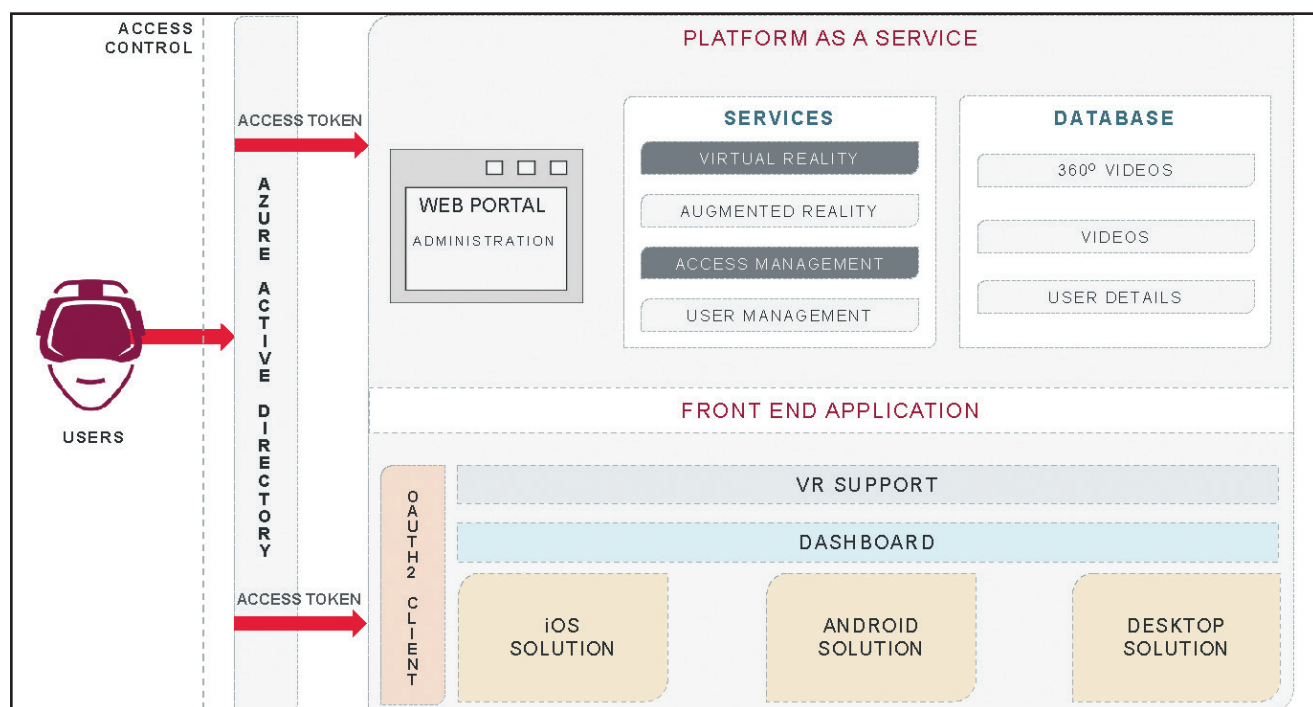 ACCESS
CONTROL
USERS
AZURE ACTIVE DIRECTORY
ACCESS TOKEN
ACCESS TOKEN
PLATFORM AS A SERVICE
WEB PORTAL
ADMINISTRATION
SERVICES
VIRTUAL REALITY
AUGMENTED REALITY
ACCESS MANAGEMENT
USER MANAGEMENT
DATABASE
360º VIDEOS
VIDEOS
USER DETAILS
FRONT END APPLICATION
OAUTH2 CLIENT
VR SUPPORT
DASHBOARD
iOS
SOLUTION
ANDROID
SOLUTION
DESKTOP
SOLUTION